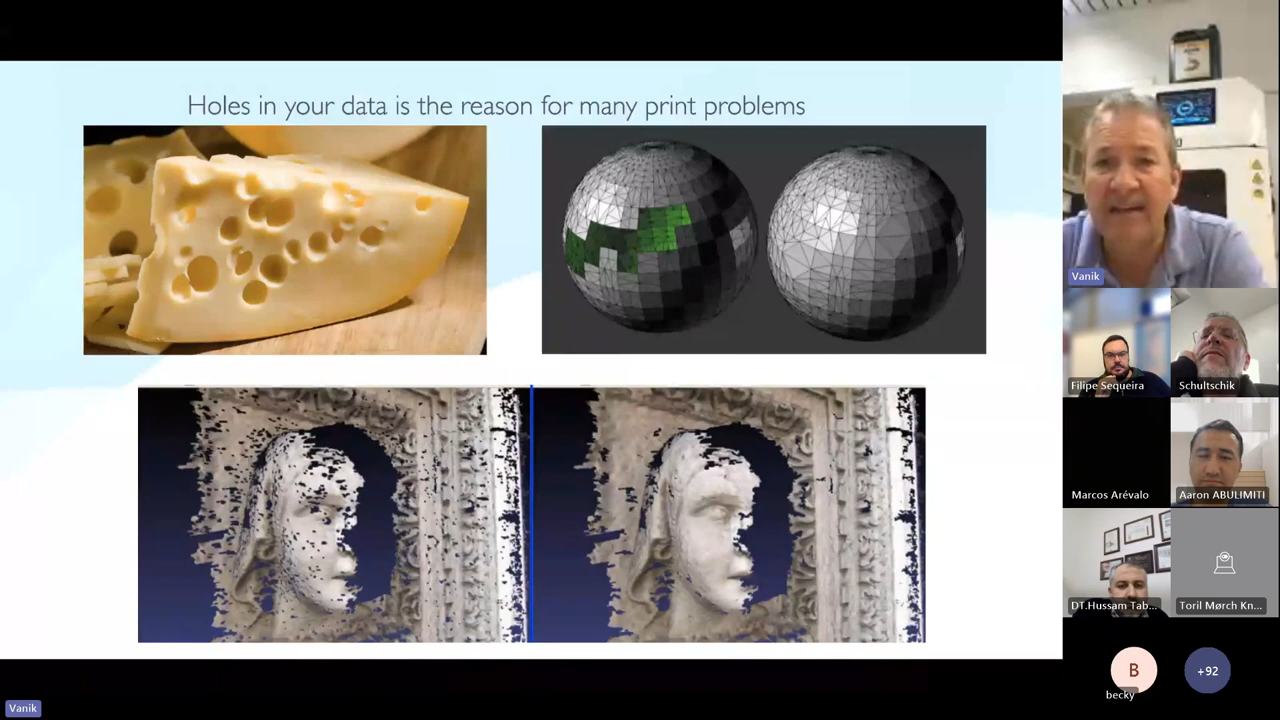 Holes in your data is the reason for many print problems
Vanik
Filipe Sequeira
Schultschik
Marcos Arévalo
Aaron ABULIMITI
DT.Hussam Tab...
Toril Mørch Kn...
B
becky
+92
Vanik